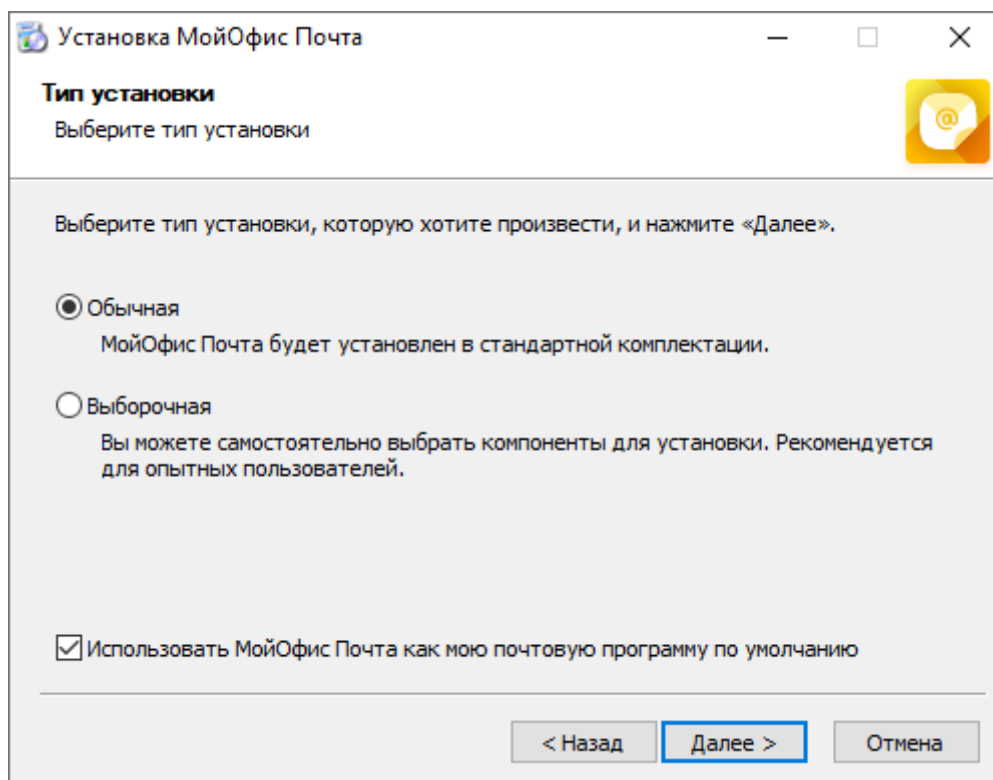 Установка МойОфис Почта
Тип установки
Выберите тип установки
@
Выберите тип установки, которую хотите произвести, и нажмите «Далее».
Обычная
МойОфис Почта будет установлен в стандартной комплектации.
Выборочная
Вы можете самостоятельно выбрать компоненты для установки. Рекомендуется
для опытных пользователей.
Использовать МойОфис Почта как мою почтовую программу по умолчанию
< Назад Далее > Отмена